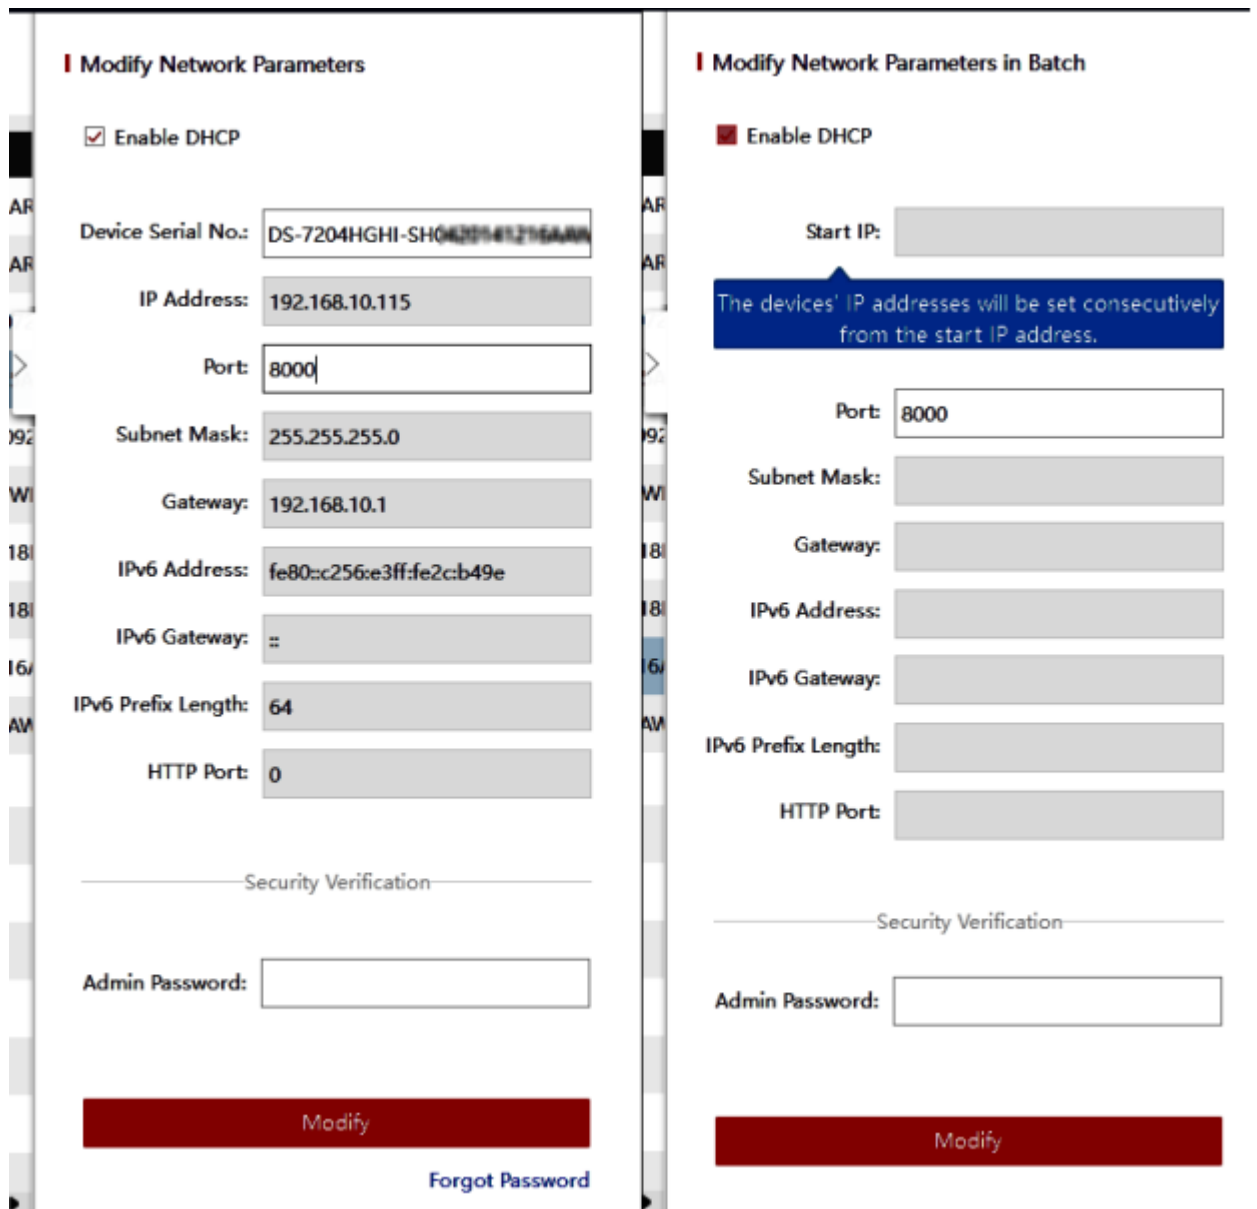 Modify Network Parameters
Enable DHCP
Device Serial No.: DS-7204HGHI-SH
IP Address: 192.168.10.115
Port: 8000
Subnet Mask: 255.255.255.0
Gateway: 192.168.10.1
IPv6 Address: fe80::c256:e3ff:fe2c:b49e
IPv6 Gateway: ::
IPv6 Prefix Length: 64
HTTP Port: 0
Security Verification
Admin Password:
Modify
Forgot Password
Modify Network Parameters in Batch
Enable DHCP
Start IP:
The devices' IP addresses will be set consecutively
from the start IP address.
Port: 8000
Subnet Mask:
Gateway:
IPv6 Address:
IPv6 Gateway:
IPv6 Prefix Length:
HTTP Port:
Security Verification
Admin Password:
Modify